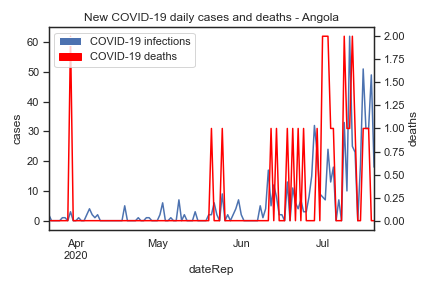 New COVID-19 daily cases and deaths - Angola
COVID-19 infections
COVID-19 deaths
cases
60
50
40
30
20
10
0
deaths
2.00
1.75
1.50
1.25
1.00
0.75
0.50
0.25
0.00
Apr
2020
May
Jun
Jul
dateRep